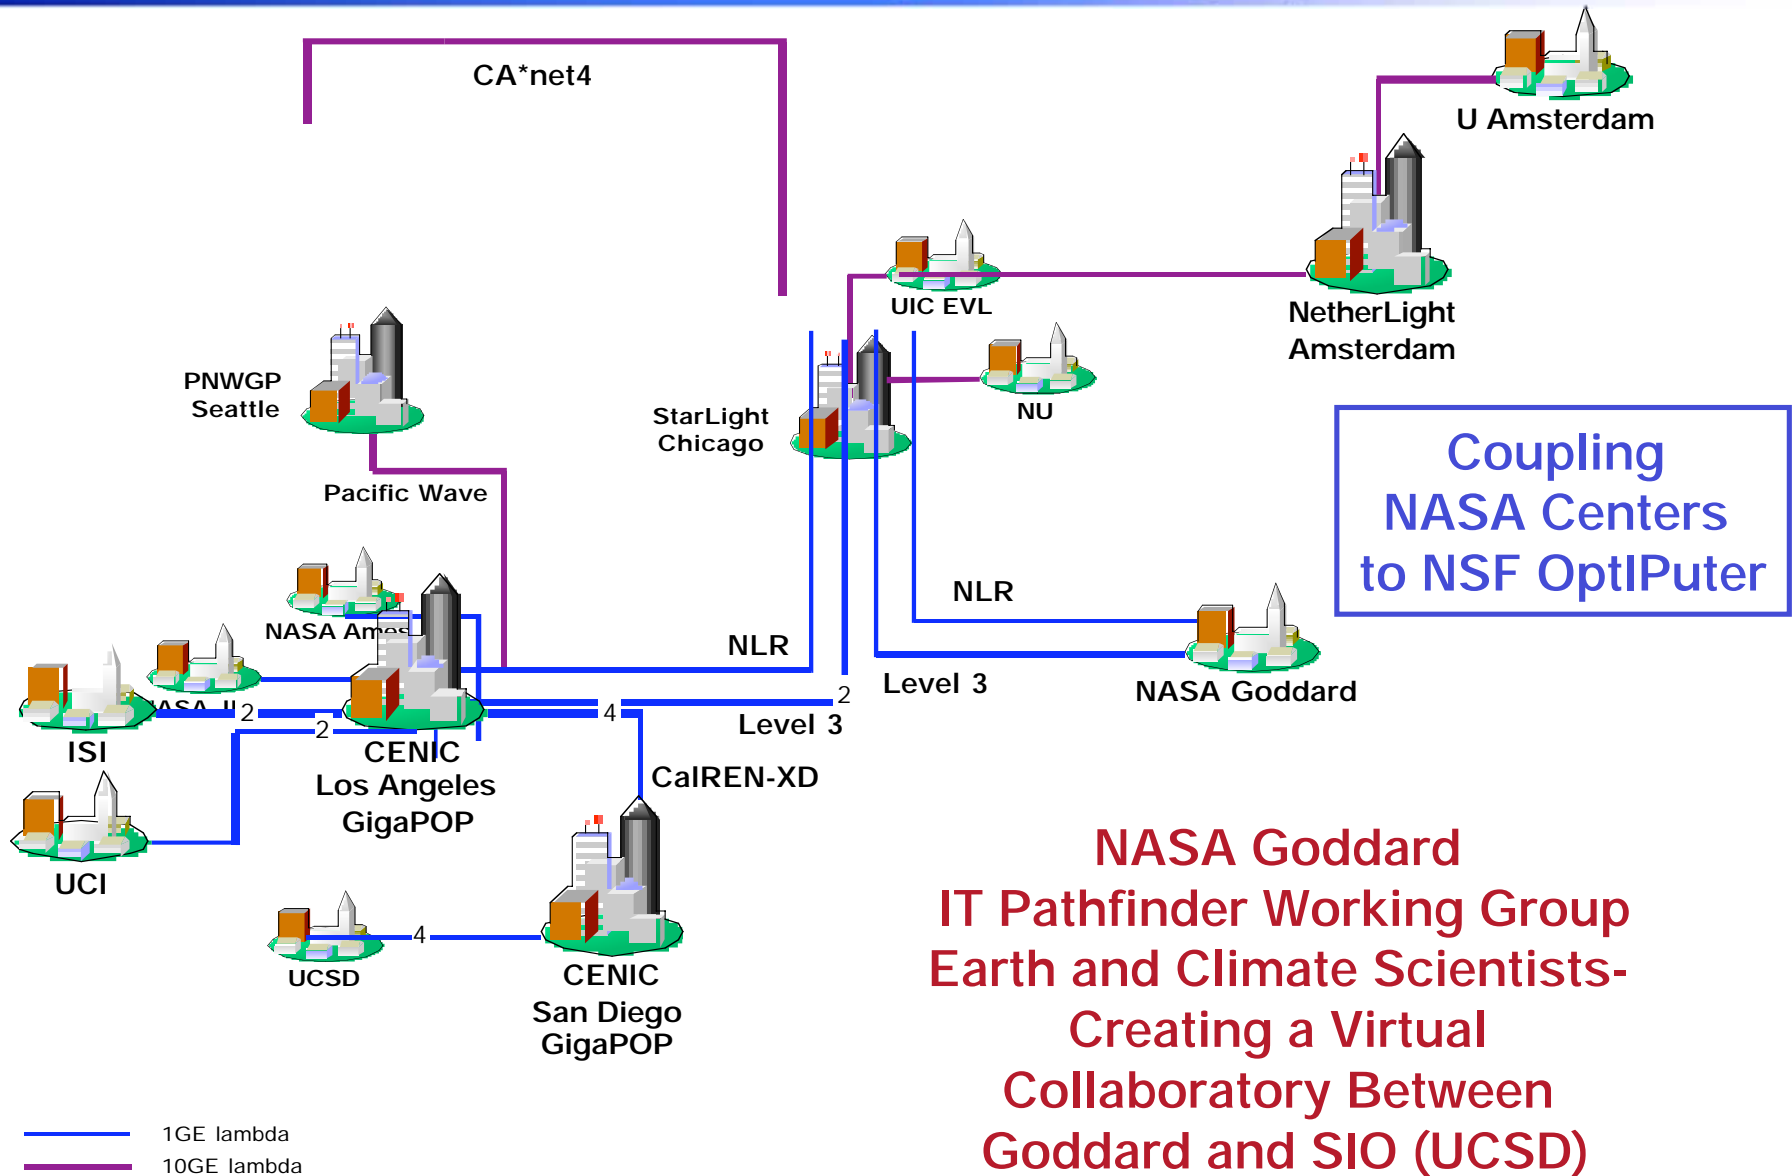 CA*net4
U Amsterdam
UIC EVL
NetherLight
Amsterdam
PNWGP
Seattle
StarLight
Chicago
NU
Pacific Wave
Coupling
NASA Centers
to NSF OptIPuter
NASA Ames
NLR
NLR
Level 3
NASA Goddard
NASA
2
2
4
2
Level 3
ISI
CENIC
Los Angeles
GigaPOP
CalREN-XD
UCI
4
UCSD
CENIC
San Diego
GigaPOP
NASA Goddard
IT Pathfinder Working Group
Earth and Climate Scientists-
Creating a Virtual
Collaboratory Between
Goddard and SIO (UCSD)
1GE lambda
10GE lambda